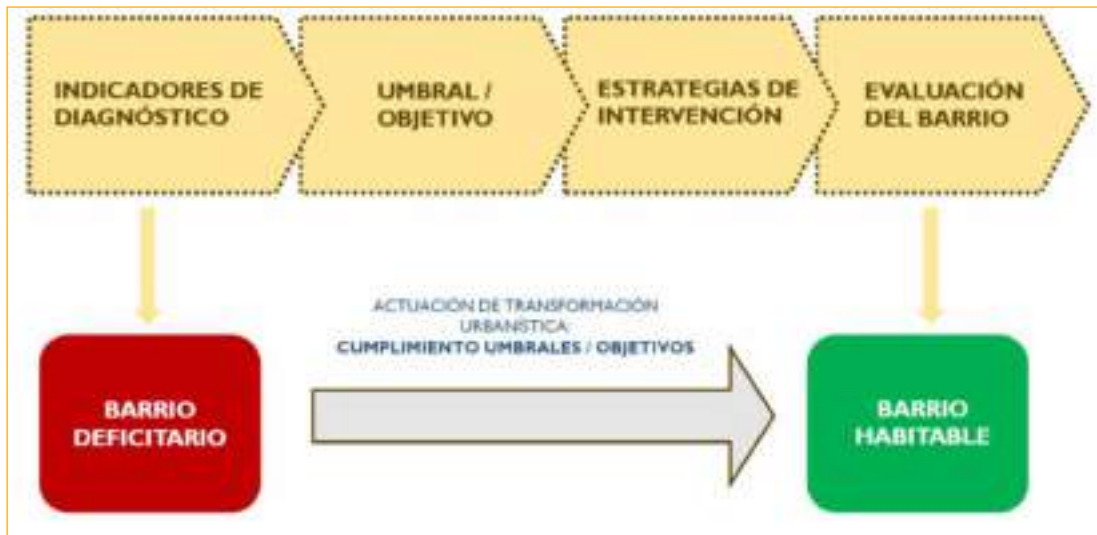 INDICADORES DE
DIAGNÓSTICO
UMBRAL /
OBJETIVO
ESTRATEGIAS DE
INTERVENCIÓN
EVALUACIÓN
DEL BARRIO
ACTUACIÓN DE TRANSFORMACIÓN
URBANÍSTICA
CUMPLIMIENTO UMBRALES / OBJETIVOS
BARRIO
DEFICITARIO
BARRIO
HABITABLE